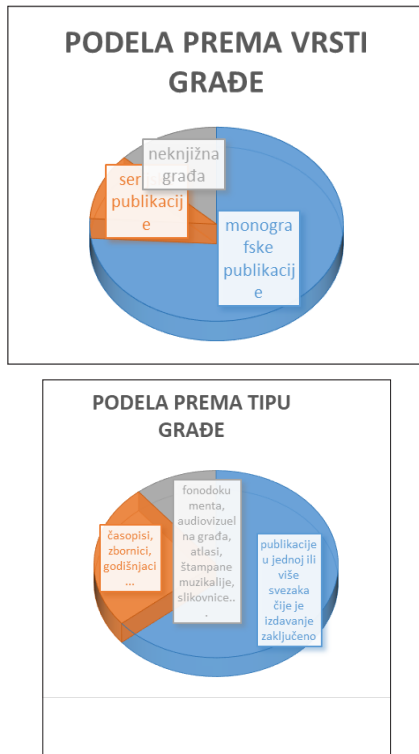 PODELA PREMA VRSTI
GRAĐE
neknjižna
građa
publikacij
e
monogra
fske
publikacij
e
PODELA PREMA TIPU
GRAĐE
fonodoku
menta,
audiovizuel
na građa,
atlasi,
štampane
muzikalije,
slikovnice..
.
časopisi,
zbornici,
godišnjaci
...
publikacije
u jednoj ili
više
svezaka
čije je
izdavanje
zaključeno